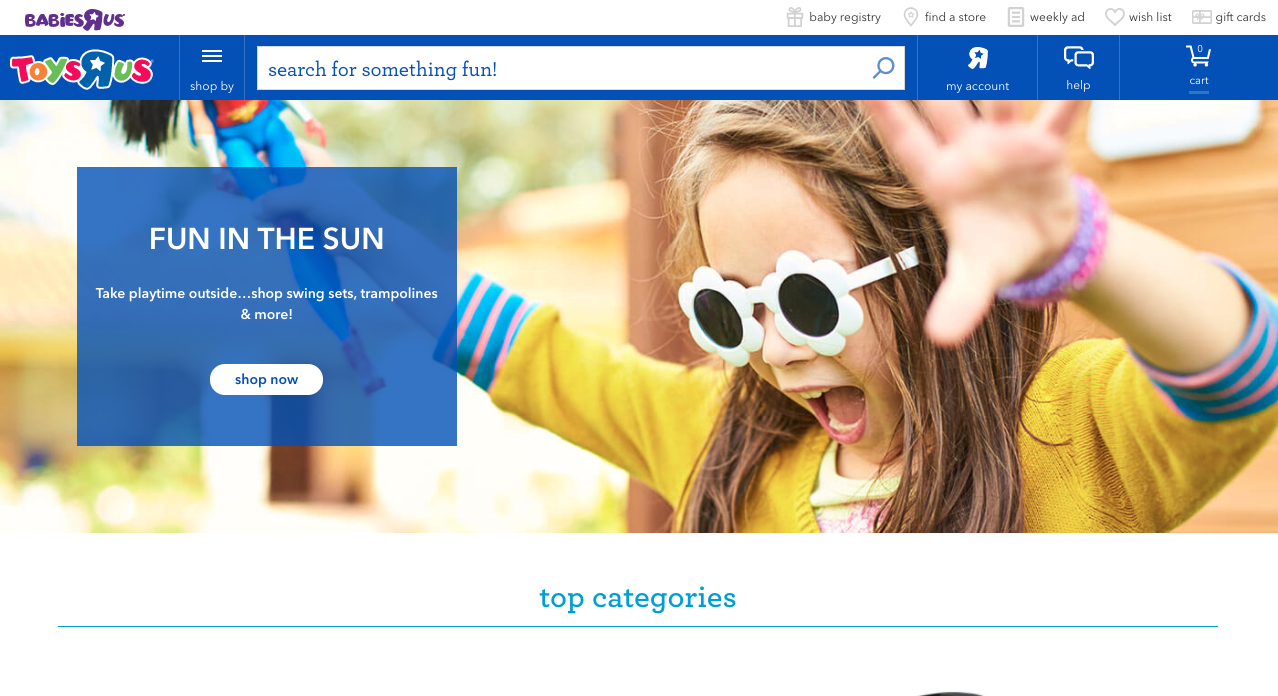 BABIES R US
baby registry
find a store
weekly ad
wish list
gift cards
TOYS R US
shop by
search for something fun!
my account
help
0
cart
FUN IN THE SUN
Take playtime outside...shop swing sets, trampolines
& more!
shop now
top categories